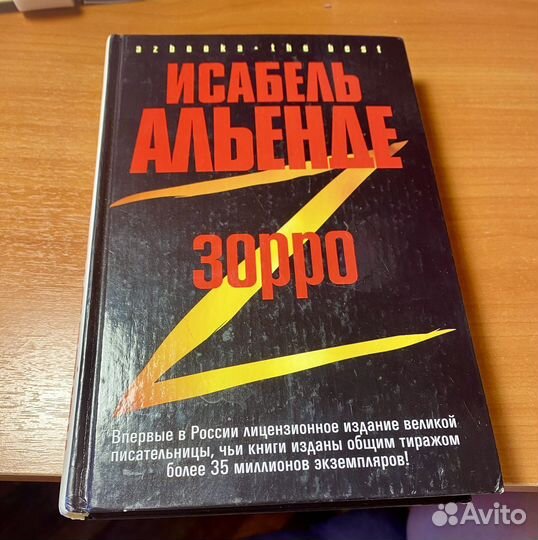 azbooka·the best
ИСАБЕЛЬ
АЛЬЕНДЕ
ЗОРРО
Впервые в России лицензионное издание великой
писательницы, чьи книги изданы общим тиражом
более 35 миллионов экземпляров!
Avito